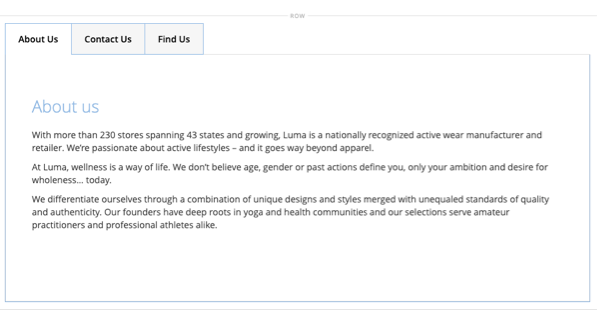 ROW
About Us Contact Us Find Us
About us
With more than 230 stores spanning 43 states and growing, Luma is a nationally recognized active wear manufacturer and
retailer. We’re passionate about active lifestyles – and it goes way beyond apparel.
At Luma, wellness is a way of life. We don’t believe age, gender or past actions define you, only your ambition and desire for
wholeness... today.
We differentiate ourselves through a combination of unique designs and styles merged with unequaled standards of quality
and authenticity. Our founders have deep roots in yoga and health communities and our selections serve amateur
practitioners and professional athletes alike.